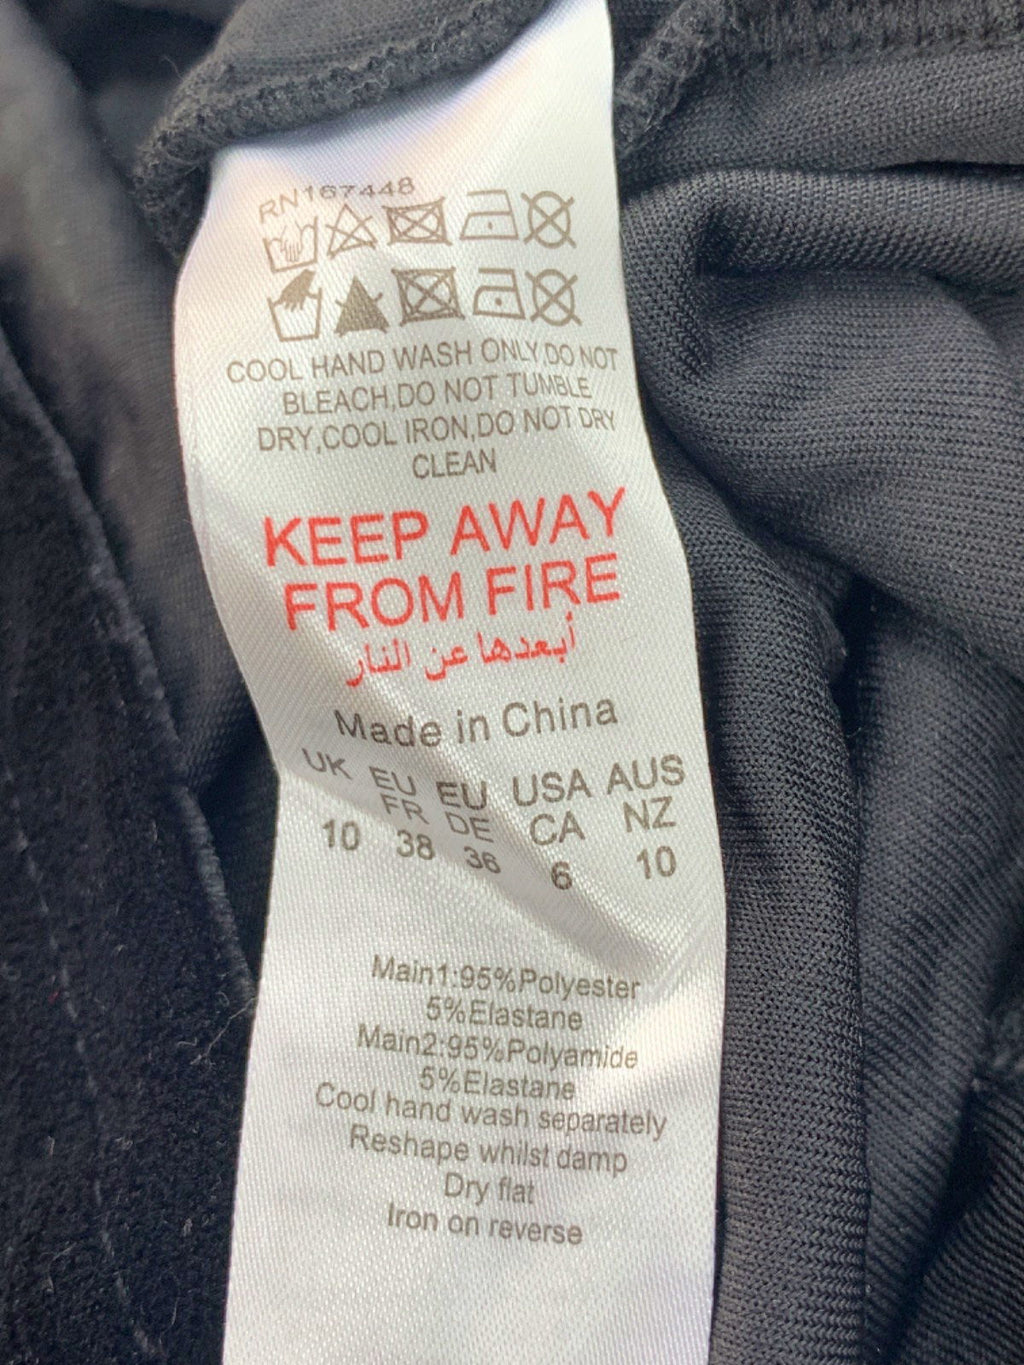 RN167448
COOL HAND WASH ONLY,DO NOT
BLEACH,DO NOT TUMBLE
DRY,COOL IRON,DO NOT DRY
CLEAN
KEEP AWAY
FROM FIRE
أبعدها عن النار
Made in China
UK EU EU USA AUS
FR DE CA NZ
10 38 36 6 10
Main1:95%Polyester
5%Elastane
Main2:95%Polyamide
5%Elastane
Cool hand wash separately
Reshape whilst damp
Dry flat
Iron on reverse